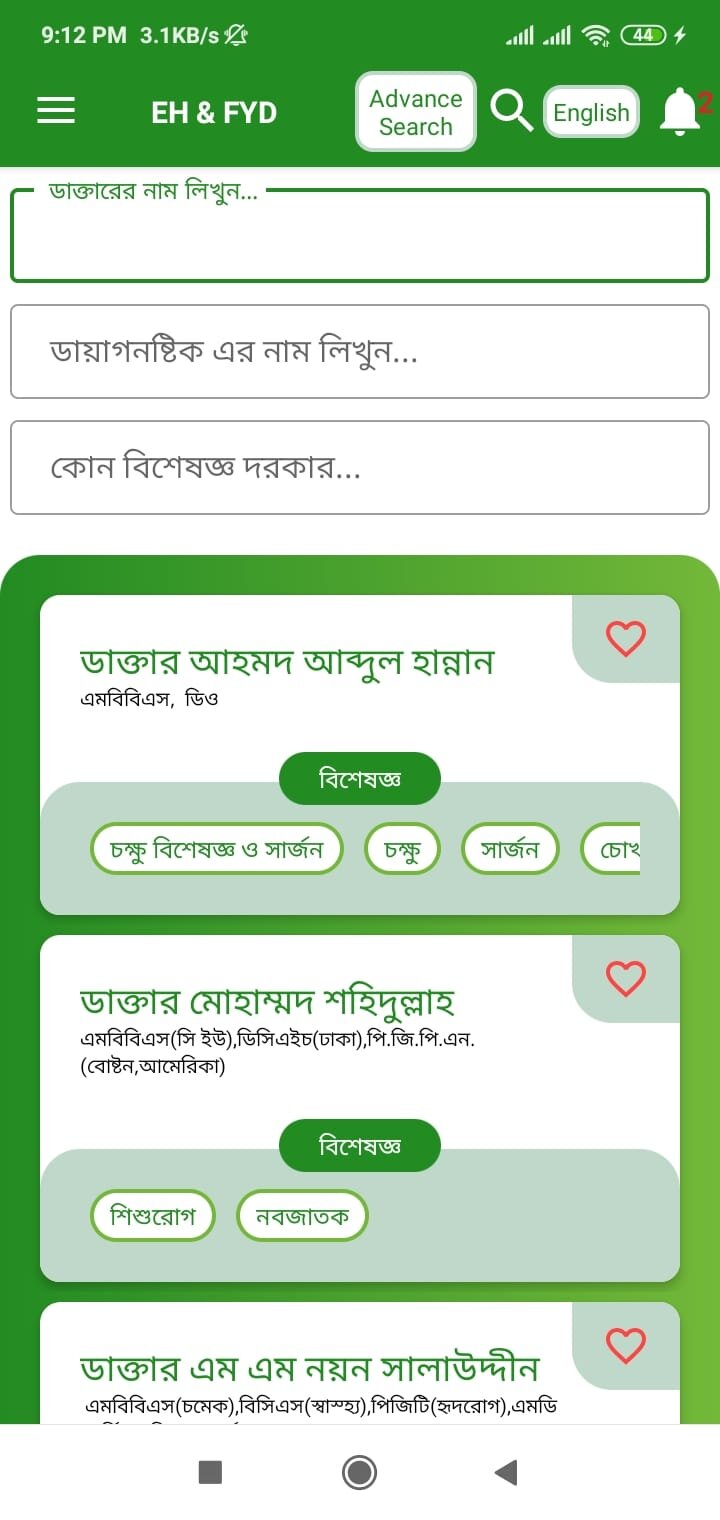 9:12 PM 3.1KB/s 44
EH & FYD
Advance
Search
English
2
ডাক্তারের নাম লিখুন...
ডায়াগনষ্টিক এর নাম লিখুন...
কোন বিশেষজ্ঞ দরকার...
ডাক্তার আহমদ আব্দুল হান্নান
এমবিবিএস, ডিও
বিশেষজ্ঞ
চক্ষু বিশেষজ্ঞ ও সার্জন চক্ষু সার্জন চোখ
ডাক্তার মোহাম্মদ শহিদুল্লাহ
এমবিবিএস(সি ইউ),ডিসিএইচ(ঢাকা),পি.জি.পি.এন.
(বোষ্টন,আমেরিকা)
বিশেষজ্ঞ
শিশুরোগ নবজাতক
ডাক্তার এম এম নয়ন সালাউদ্দীন
এমবিবিএস(চমেক),বিসিএস(স্বাস্হ্য),পিজিটি(হৃদরোগ),এমডি